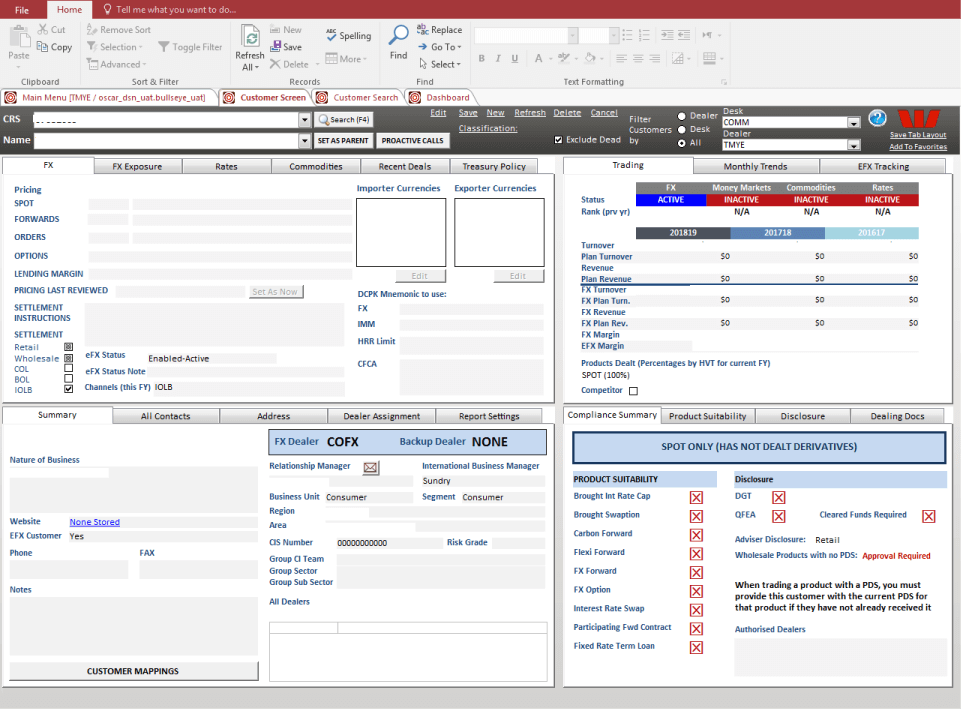 File Home Tell me what you want to do...
Cut
Copy
Paste
Clipboard
Remove Sort
Selection
Advanced
Toggle Filter
Sort & Filter
Refresh All
New
Save
Delete
Spelling
More
Records
Find
Replace
Go To
Select
Find
B I U A
Text Formatting
Main Menu [TMYE / oscar_dsn_uat.bullseye_uat] Customer Screen Customer Search Dashboard
CRS Search (F4) Edit Save New Refresh Delete Cancel
Classification:
Name SET AS PARENT PROACTIVE CALLS
Exclude Dead
Filter Customers by
Dealer
Desk
All
Desk
COMM
Dealer
TMYE
Save Tab Layout
Add To Favorites
FX FX Exposure Rates Commodities Recent Deals Treasury Policy
Pricing
SPOT
FORWARDS
ORDERS
OPTIONS
LENDING MARGIN
PRICING LAST REVIEWED Set As Now
SETTLEMENT INSTRUCTIONS
SETTLEMENT
Retail
Wholesale
COL
BOL
IOLB
eFX Status Enabled-Active
eFX Status Note
Channels (this FY) IOLB
Importer Currencies Exporter Currencies
Edit Edit
DCPK Mnemonic to use:
FX
IMM
HRR Limit
CFCA
Trading Monthly Trends EFX Tracking
FX Money Markets Commodities Rates
Status ACTIVE INACTIVE INACTIVE INACTIVE
Rank (prv yr) N/A N/A N/A
201819 201718 201617
Turnover
Plan Turnover $0 $0 $0
Revenue
Plan Revenue $0 $0 $0
FX Turnover
FX Plan Turn. $0 $0 $0
FX Revenue
FX Plan Rev. $0 $0 $0
FX Margin
EFX Margin
Products Dealt (Percentages by HVT for current FY)
SPOT (100%)
Competitor
Summary All Contacts Address Dealer Assignment Report Settings
Nature of Business
Website None Stored
EFX Customer Yes
Phone FAX
Notes
CUSTOMER MAPPINGS
FX Dealer COFX Backup Dealer NONE
Relationship Manager International Business Manager
Sundry
Business Unit Consumer Segment Consumer
Region
Area
CIS Number 00000000000 Risk Grade
Group CI Team
Group Sector
Group Sub Sector
All Dealers
Compliance Summary Product Suitability Disclosure Dealing Docs
SPOT ONLY (HAS NOT DEALT DERIVATIVES)
PRODUCT SUITABILITY
Brought Int Rate Cap
Brought Swaption
Carbon Forward
Flexi Forward
FX Forward
FX Option
Interest Rate Swap
Participating Fwd Contract
Fixed Rate Term Loan
Disclosure
DGT
QFEA Cleared Funds Required
Adviser Disclosure: Retail
Wholesale Products with no PDS: Approval Required
When trading a product with a PDS, you must
provide this customer with the current PDS for
that product if they have not already received it
Authorised Dealers